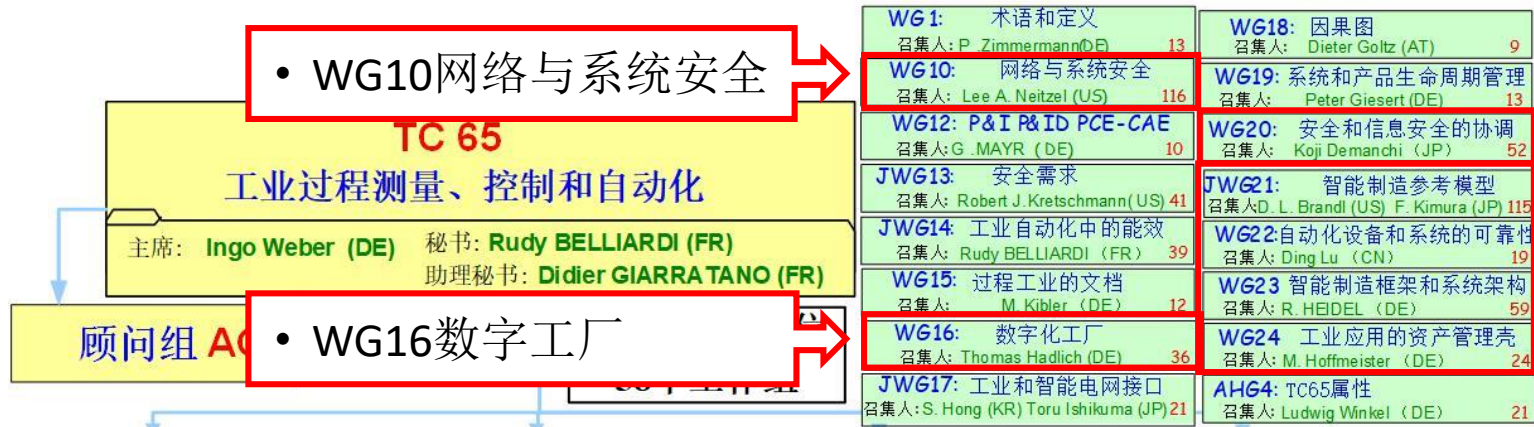 • WG10网络与系统安全
TC 65
工业过程测量、控制和自动化
主席: Ingo Weber (DE)
秘书: Rudy BELLIARDI (FR)
助理秘书: Didier GIARRATANO (FR)
顾问组
• WG16数字工厂
WG1: 术语和定义
召集人: P .Zimmermann(DE) 13
WG10: 网络与系统安全
召集人: Lee A. Neitzel (US) 116
WG12: P&I P&ID PCE-CAE
召集人:G .MAYR (DE) 10
JWG13: 安全需求
召集人: Robert J.Kretschmann(US) 41
JWG14: 工业自动化中的能效
召集人: Rudy BELLIARDI (FR) 39
WG15: 过程工业的文档
召集人: M. Kibler (DE) 12
WG16: 数字化工厂
召集人: Thomas Hadlich (DE) 36
JWG17: 工业和智能电网接口
召集人:S. Hong (KR) Toru Ishikuma (JP) 21
WG18: 因果图
召集人: Dieter Goltz (AT) 9
WG19: 系统和产品生命周期管理
召集人: Peter Giesert (DE) 13
WG20: 安全和信息安全的协调
召集人: Koji Demanchi (JP) 52
JWG21: 智能制造参考模型
召集人:D. L. Brandl (US) F. Kimura (JP) 115
WG22:自动化设备和系统的可靠性
召集人: Ding Lu (CN) 19
WG23 智能制造框架和系统架构
召集人: R. HEIDEL (DE) 59
WG24 工业应用的资产管理壳
召集人: M. Hoffmeister (DE) 24
AHG4: TC65属性
召集人: Ludwig Winkel (DE) 21